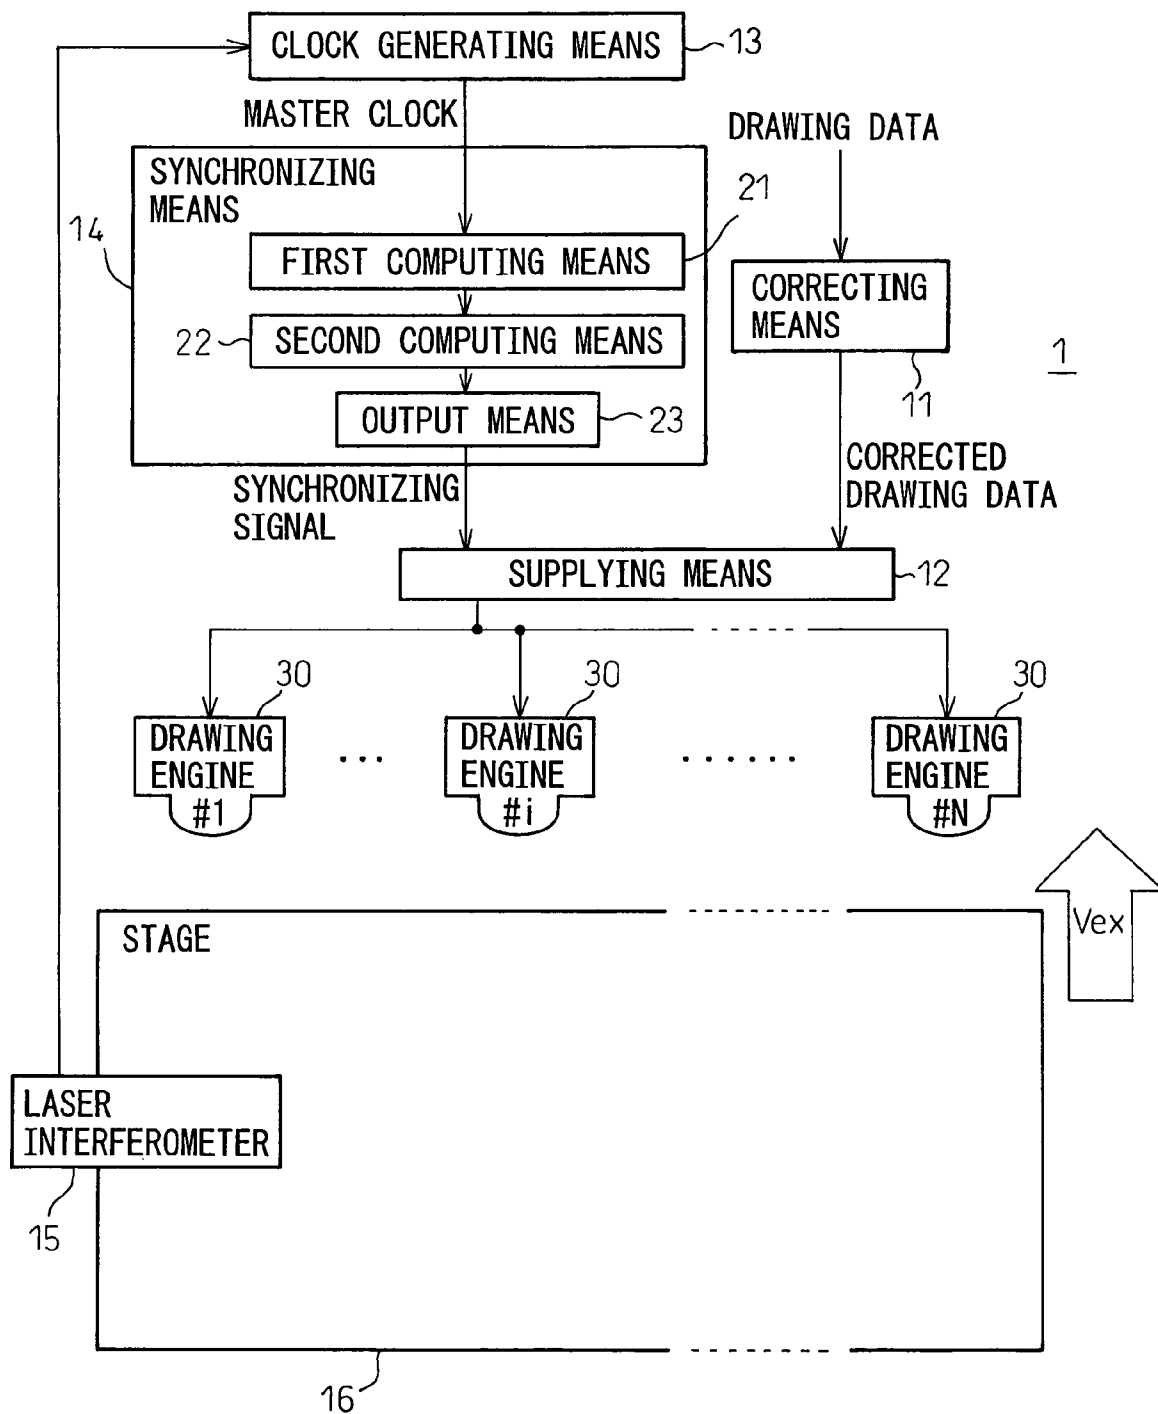 CLOCK GENERATING MEANS
13
MASTER CLOCK
DRAWING DATA
SYNCHRONIZING
MEANS
21
14
FIRST COMPUTING MEANS
CORRECTING
MEANS
22
SECOND COMPUTING MEANS
1
11
OUTPUT MEANS
23
CORRECTED
DRAWING DATA
SYNCHRONIZING
SIGNAL
SUPPLYING MEANS
12
30
30
30
DRAWING
ENGINE
#1
...
DRAWING
ENGINE
#i
......
DRAWING
ENGINE
#N
Vex
STAGE
LASER
INTERFEROMETER
15
16